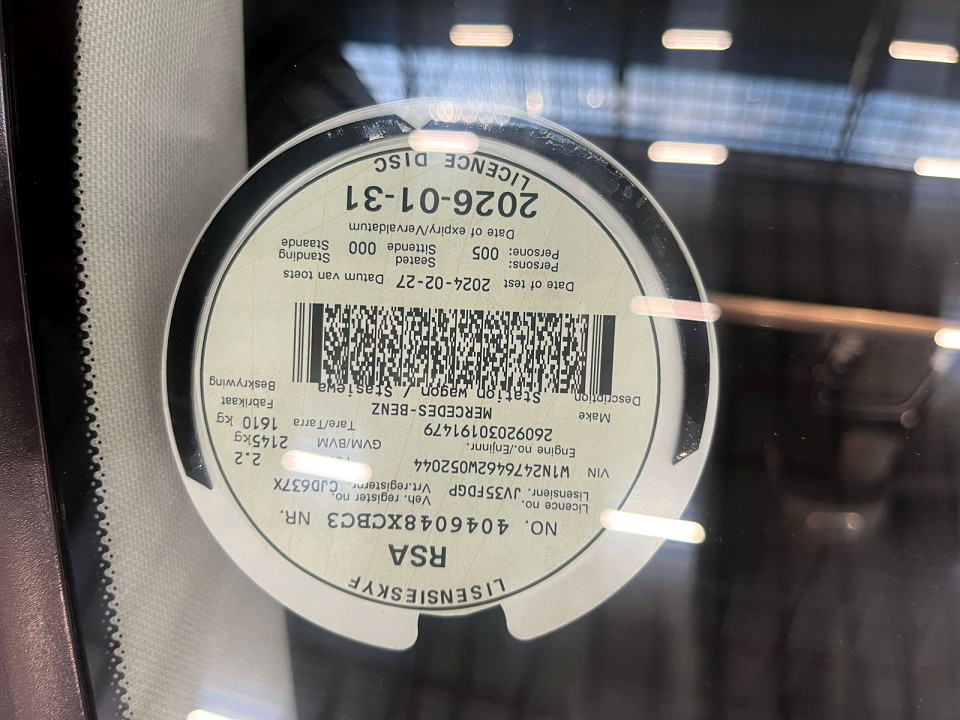 LISENSIESKYF
RSA
NO. 4046048XCBC3 NR.
Licence no. Veh. register no.
Lisensienr. JV35FDGP Vrt.registernr. CJD637X
VIN W1N2476462W052044 2.2
Engine no./Enjinnr. GVM/BVM 2145kg
26092030191479 Tare/Tarra 1610 kg
Make MERCEDES-BENZ Fabrikaat
Description Station wagon / Stasiewa Beskrywing
Date of test 2024-02-27 Datum van toets
Persons: Seated Standing
Persone: 005 Sittende 000 Staande
Date of expiry/Vervaldatum
2026-01-31
LICENCE DISC